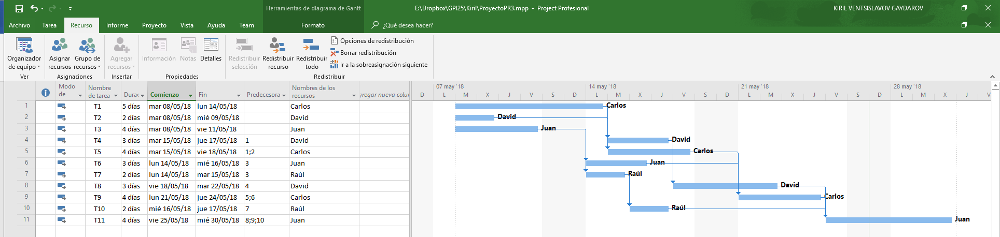 Herramientas de diagrama de Gantt
E:\Dropbox\GPI25\Kiril\ProyectoPR3.mpp - Project Profesional
KIRIL VENTSISLAVOV GAYDAROV
Archivo Tarea Recurso Informe Proyecto Vista Ayuda Team Formato ¿Qué desea hacer?
Organizador de equipo
Asignar recursos
Grupo de recursos
Agregar recursos
Información
Notas
Detalles
Redistribuir selección
Redistribuir recurso
Redistribuir todo
Opciones de redistribución
Borrar redistribución
Ir a la sobreasignación siguiente
Ver Asignaciones Insertar Propiedades Redistribuir
Modo de Nombre de tarea Durac Comienzo Fin Predecesora Nombres de los recursos gregar nueva colum
07 may '18 14 may '18 21 may '18 28 may '18
D L M X J V S D L M X J V S D L M X J V S D L M X J V
1 T1 5 días mar 08/05/18 lun 14/05/18 Carlos Carlos
2 T2 2 días mar 08/05/18 mié 09/05/18 David David
3 T3 4 días mar 08/05/18 vie 11/05/18 Juan Juan
4 T4 3 días mar 15/05/18 jue 17/05/18 1 David David
5 T5 4 días mar 15/05/18 vie 18/05/18 1;2 Carlos Carlos
6 T6 3 días lun 14/05/18 mié 16/05/18 3 Juan Juan
7 T7 2 días lun 14/05/18 mar 15/05/18 3 Raúl Raúl
8 T8 3 días vie 18/05/18 mar 22/05/18 4 David David
9 T9 4 días lun 21/05/18 jue 24/05/18 5;6 Carlos Carlos
10 T10 2 días mié 16/05/18 jue 17/05/18 7 Raúl Raúl
11 T11 4 días vie 25/05/18 mié 30/05/18 8;9;10 Juan Juan